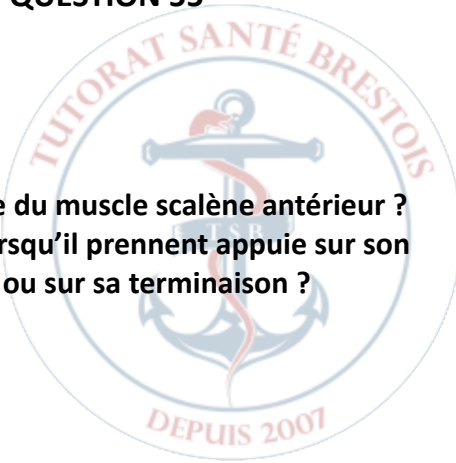 QUESTION 55
TUTORAT SANTÉ BRESTOIS
e du muscle scalène antérieur ?
T S B
rsqu’il prennent appuie sur son
ou sur sa terminaison ?
DEPUIS 2007